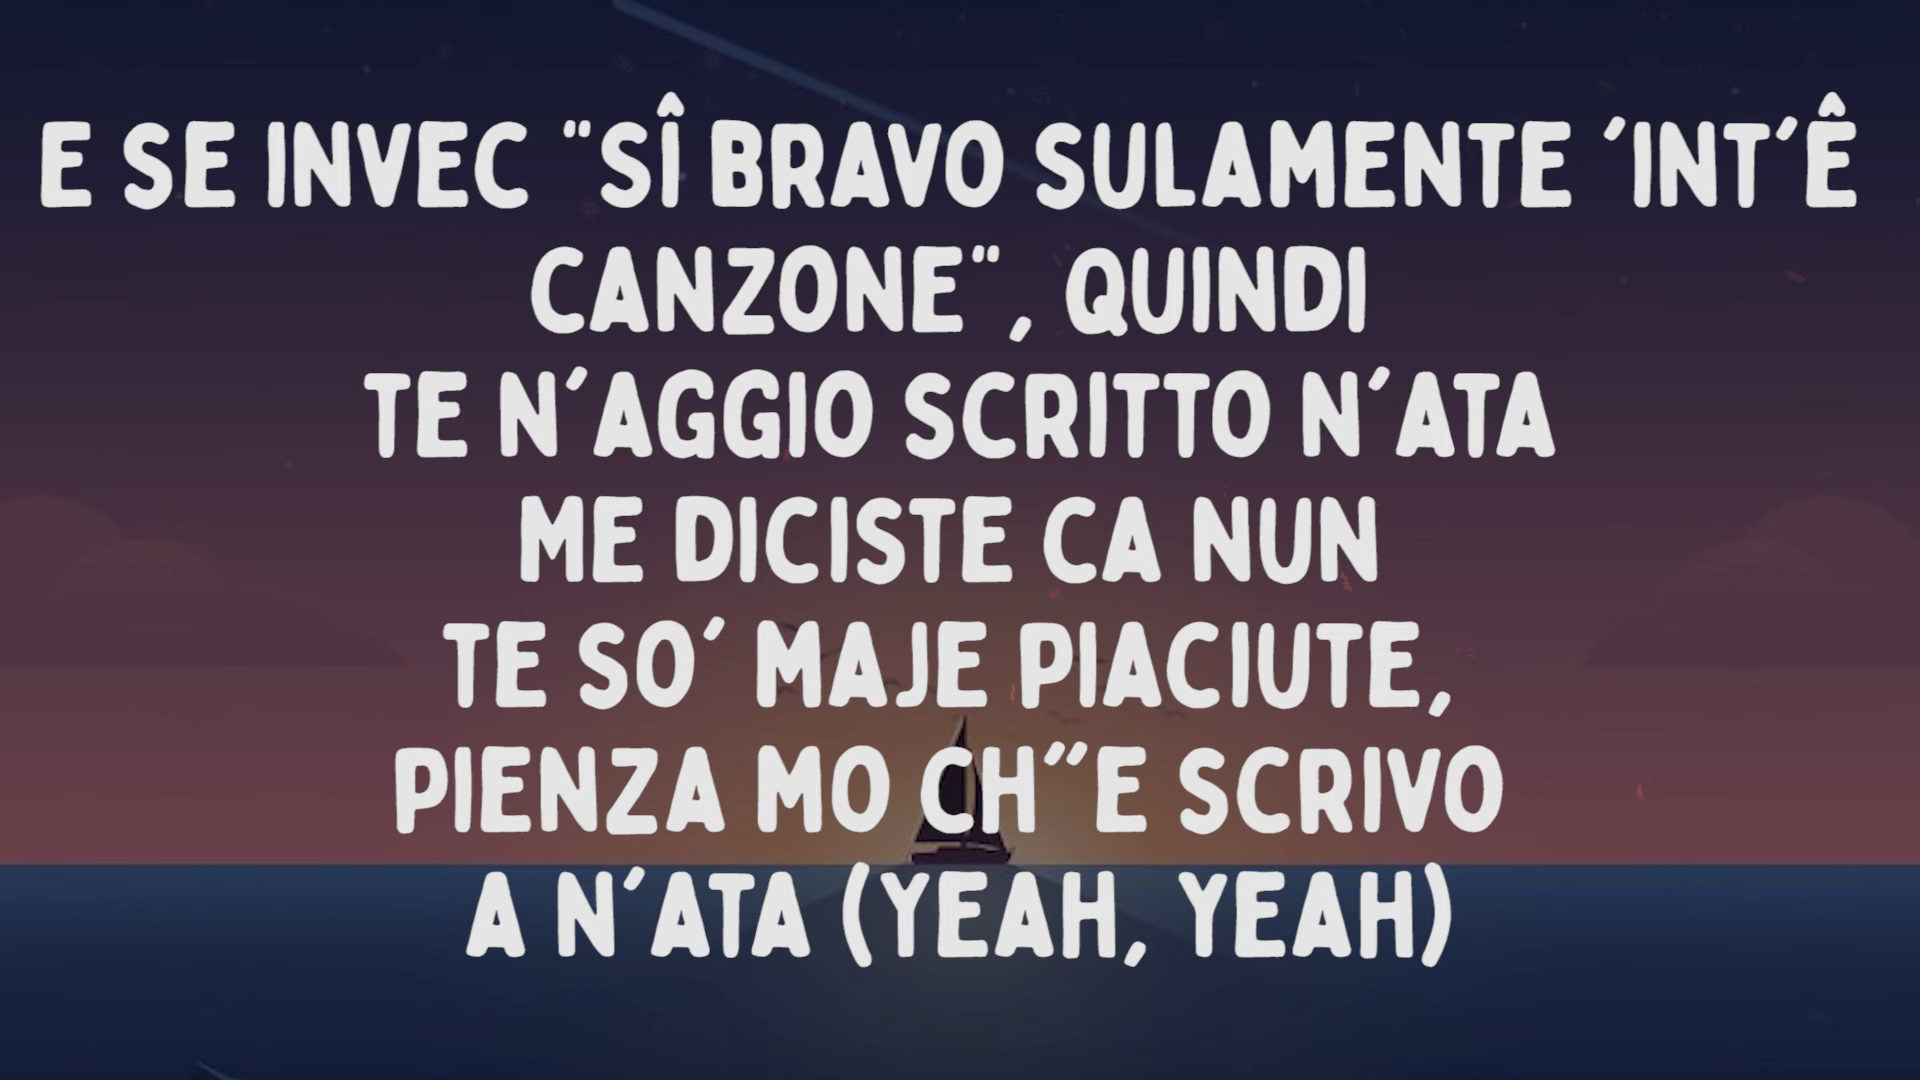 E SE INVEC "SÎ BRAVO SULAMENTE 'INT'Ê
CANZONE", QUINDI
TE N'AGGIO SCRITTO N'ATA
ME DICISTE CA NUN
TE SO' MAJE PIACIUTE,
PIENZA MO CH''E SCRIVO
A N'ATA (YEAH, YEAH)